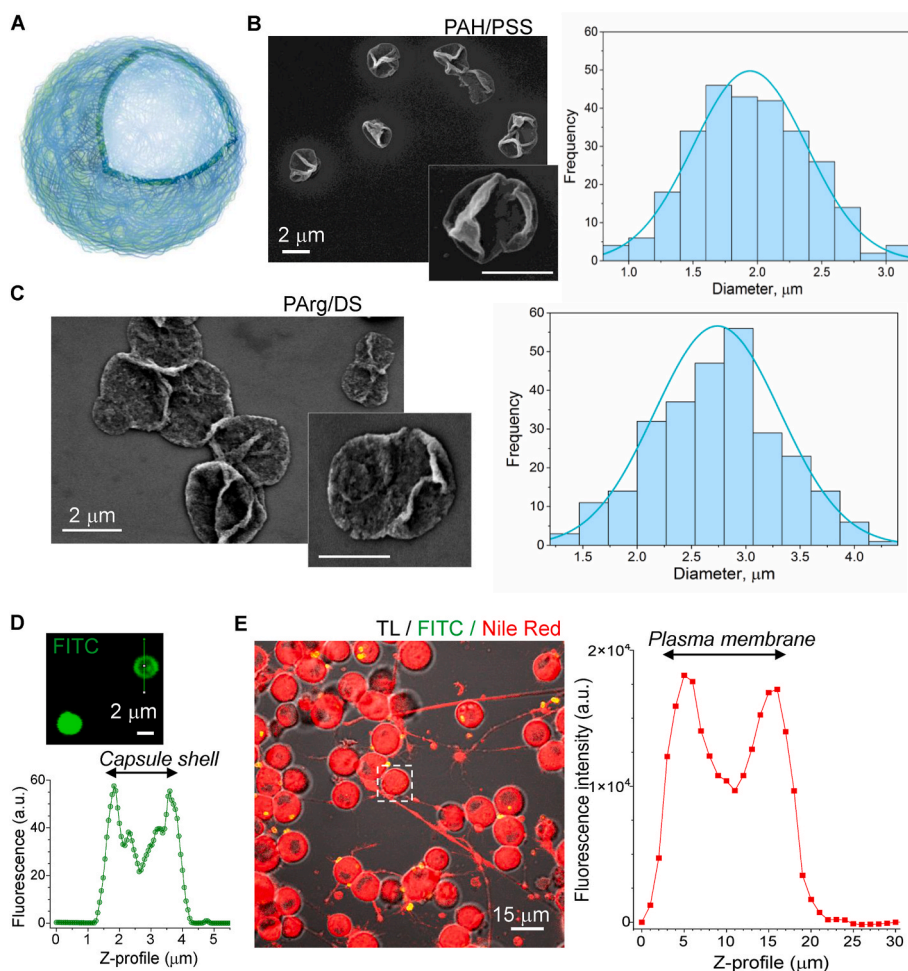 A
B
PAH/PSS
2 μm
60
50
40
30
20
10
0
Frequency
1.0
1.5
2.0
2.5
3.0
Diameter, μm
C
PArg/DS
2 μm
60
50
40
30
20
10
0
Frequency
1.5
2.0
2.5
3.0
3.5
4.0
Diameter, μm
D
FITC
2 μm
Capsule shell
60
40
20
0
Fluorescence (a.u.)
0
1
2
3
4
5
Z-profile (μm)
E
TL / FITC / Nile Red
15 μm
Plasma membrane
2×10⁴
1×10⁴
0
Fluorescence intensity (a.u.)
0
5
10
15
20
25
30
Z-profile (μm)